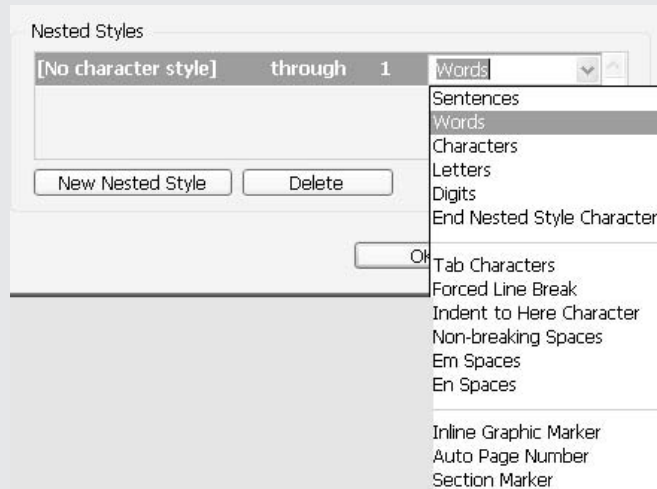 Nested Styles
[No character style] through 1 Words
Sentences
Words
Characters
Letters
New Nested Style Delete
Digits
End Nested Style Character
OK
Tab Characters
Forced Line Break
Indent to Here Character
Non-breaking Spaces
Em Spaces
En Spaces
Inline Graphic Marker
Auto Page Number
Section Marker